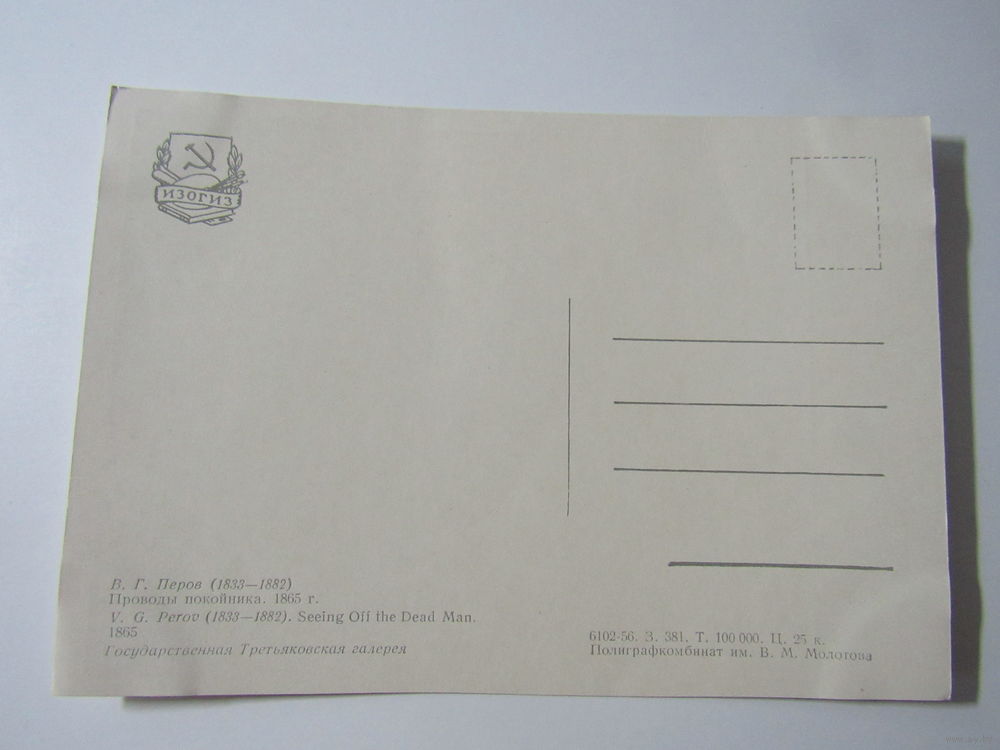 ИЗОГИЗ
В. Г. Перов (1833—1882)
Проводы покойника. 1865 г.
V. G. Perov (1833—1882). Seeing Off the Dead Man.
1865
Государственная Третьяковская галерея
6102-56. З. 381. Т. 100 000. Ц. 25 к.
Полиграфкомбинат им. В. М. Молотова